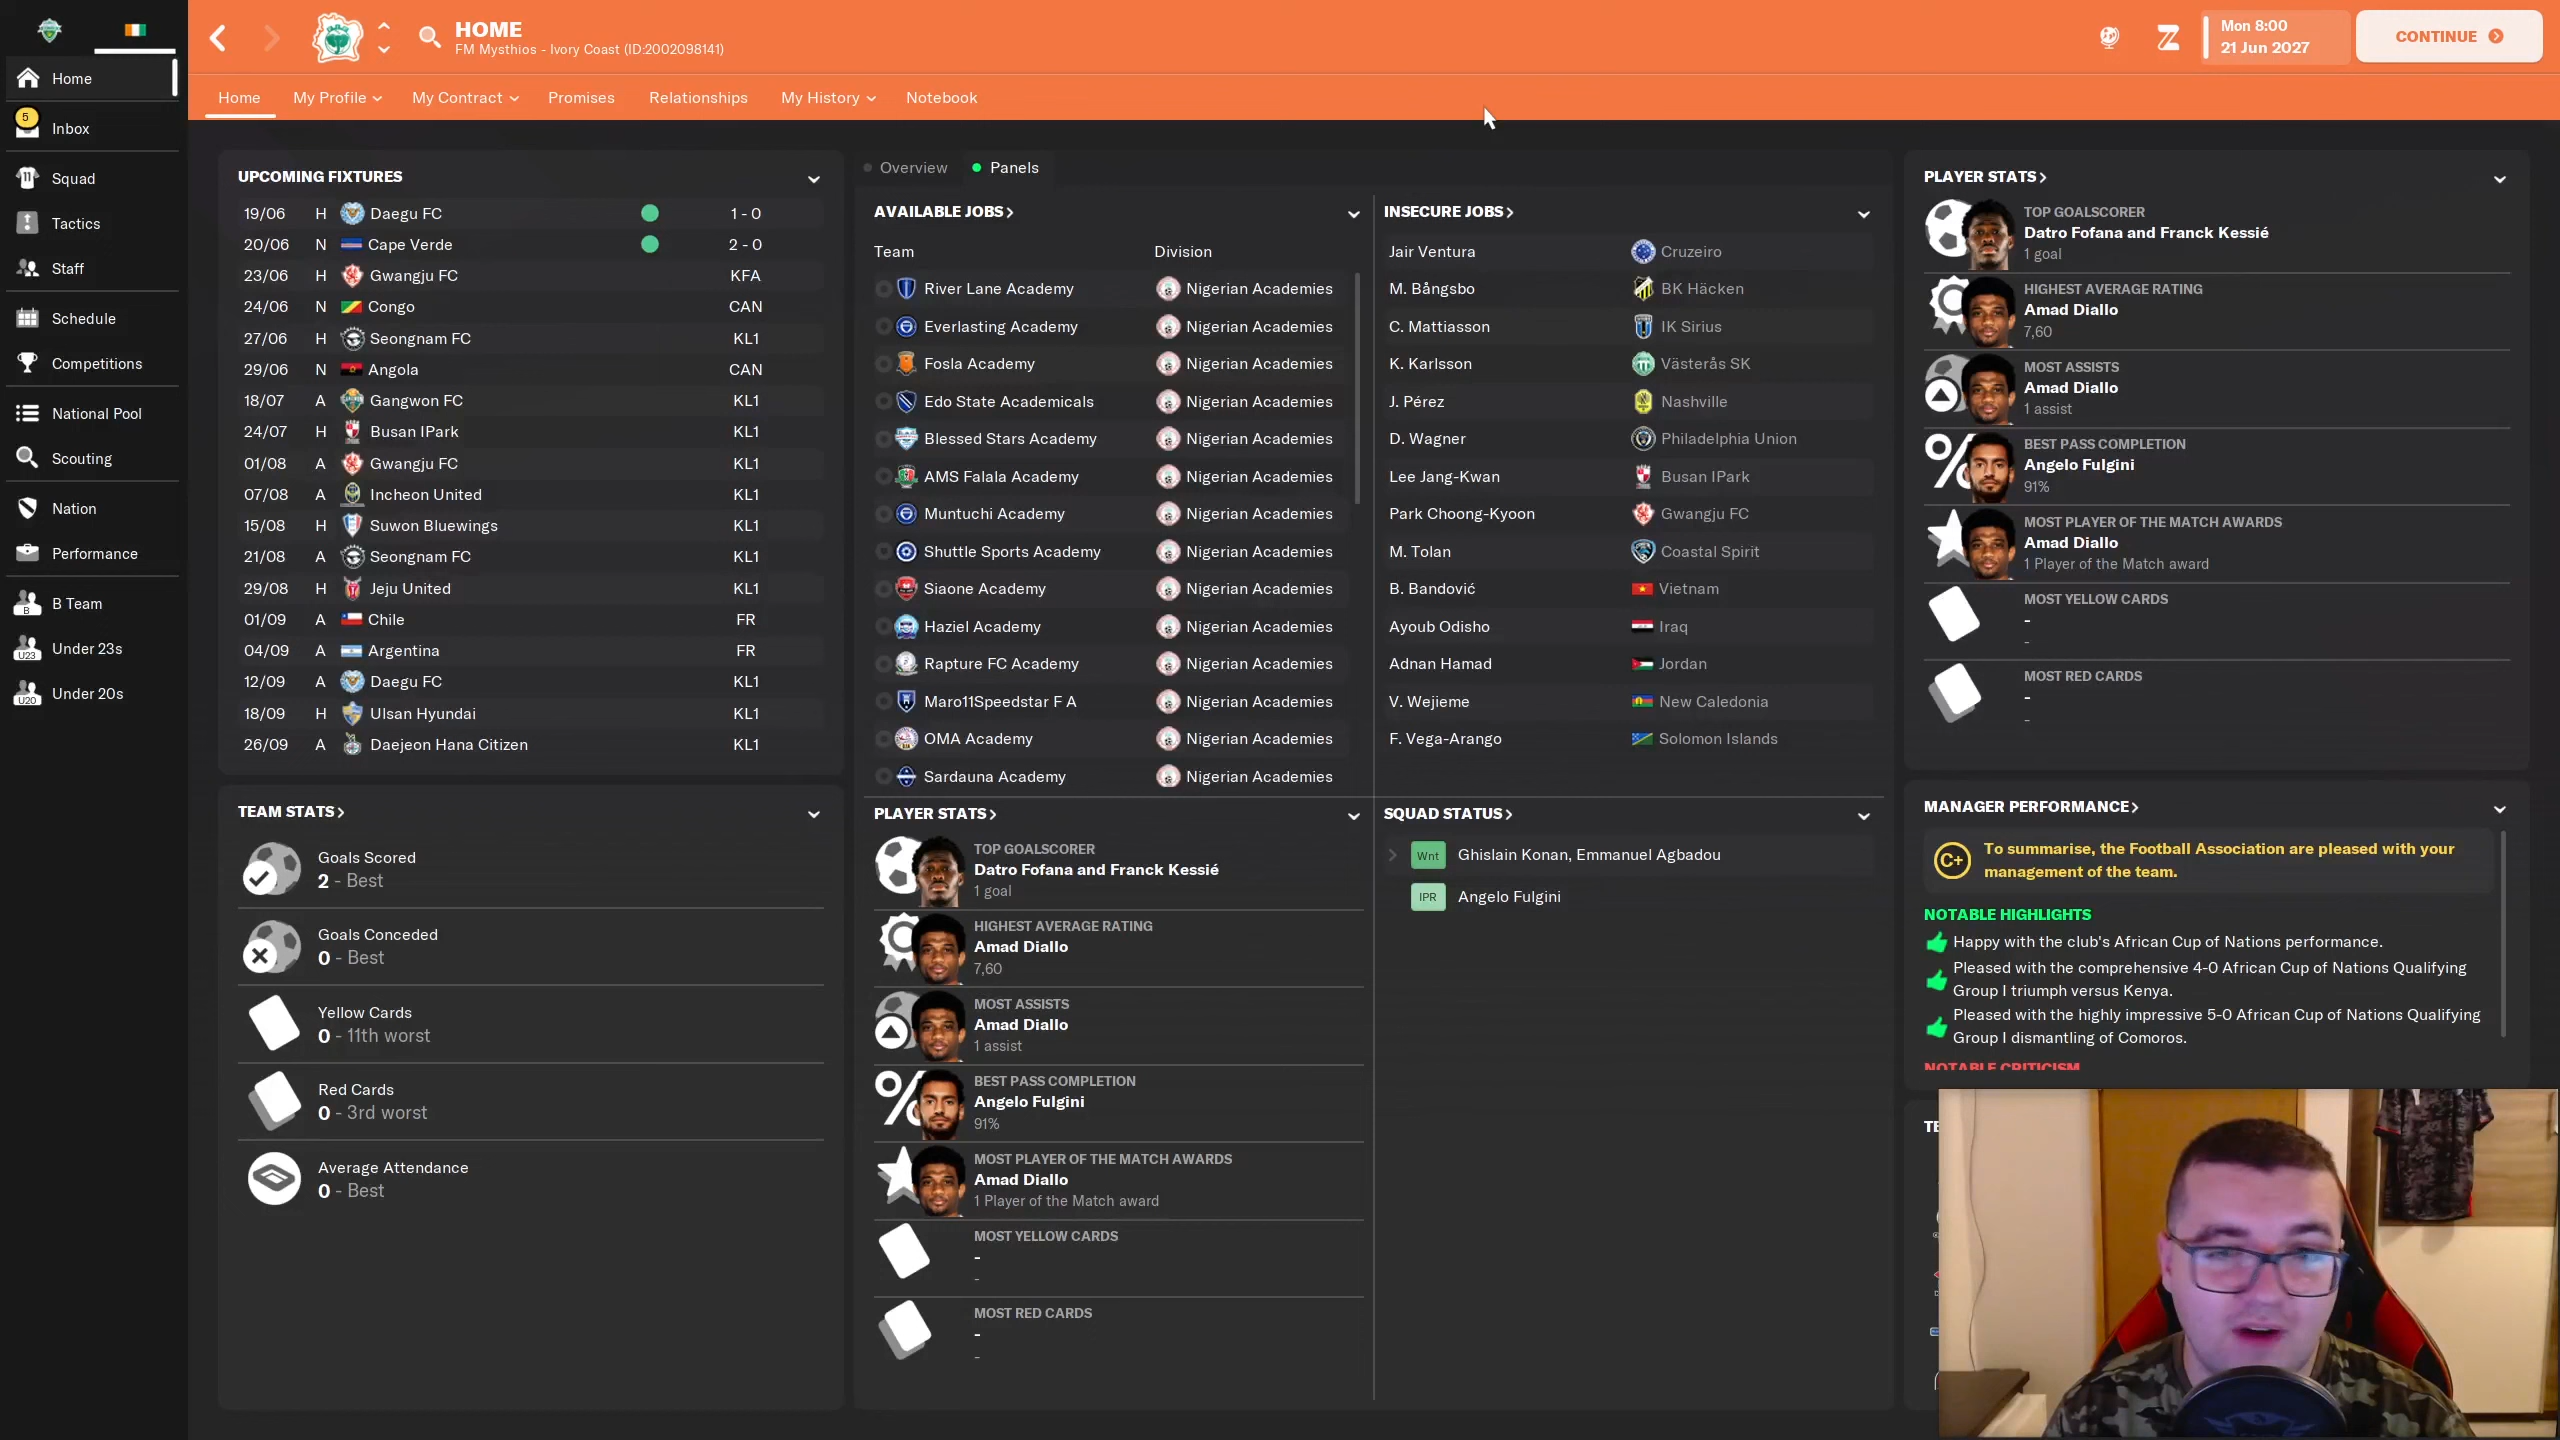 HOME
FM Mysthios - Ivory Coast (ID:2002098141)
Mon 8:00
21 Jun 2027
CONTINUE
Home
5
Inbox
Squad
Tactics
Staff
Schedule
Competitions
National Pool
Scouting
Nation
Performance
B
B Team
U23
Under 23s
U20
Under 20s
Home My Profile My Contract Promises Relationships My History Notebook
UPCOMING FIXTURES
19/06 H Daegu FC 1 - 0
20/06 N Cape Verde 2 - 0
23/06 H Gwangju FC KFA
24/06 N Congo CAN
27/06 H Seongnam FC KL1
29/06 N Angola CAN
18/07 A Gangwon FC KL1
24/07 H Busan IPark KL1
01/08 A Gwangju FC KL1
07/08 A Incheon United KL1
15/08 H Suwon Bluewings KL1
21/08 A Seongnam FC KL1
29/08 H Jeju United KL1
01/09 A Chile FR
04/09 A Argentina FR
12/09 A Daegu FC KL1
18/09 H Ulsan Hyundai KL1
26/09 A Daejeon Hana Citizen KL1
TEAM STATS
Goals Scored
2 - Best
Goals Conceded
0 - Best
Yellow Cards
0 - 11th worst
Red Cards
0 - 3rd worst
Average Attendance
0 - Best
Overview Panels
AVAILABLE JOBS
Team Division
River Lane Academy Nigerian Academies
Everlasting Academy Nigerian Academies
Fosla Academy Nigerian Academies
Edo State Academicals Nigerian Academies
Blessed Stars Academy Nigerian Academies
AMS Falala Academy Nigerian Academies
Muntuchi Academy Nigerian Academies
Shuttle Sports Academy Nigerian Academies
Siaone Academy Nigerian Academies
Haziel Academy Nigerian Academies
Rapture FC Academy Nigerian Academies
Maro11Speedstar F A Nigerian Academies
OMA Academy Nigerian Academies
Sardauna Academy Nigerian Academies
INSECURE JOBS
Jair Ventura Cruzeiro
M. Bångsbo BK Häcken
C. Mattiasson IK Sirius
K. Karlsson Västerås SK
J. Pérez Nashville
D. Wagner Philadelphia Union
Lee Jang-Kwan Busan IPark
Park Choong-Kyoon Gwangju FC
M. Tolan Coastal Spirit
B. Bandović Vietnam
Ayoub Odisho Iraq
Adnan Hamad Jordan
V. Wejieme New Caledonia
F. Vega-Arango Solomon Islands
PLAYER STATS
TOP GOALSCORER
Datro Fofana and Franck Kessié
1 goal
HIGHEST AVERAGE RATING
Amad Diallo
7,60
MOST ASSISTS
Amad Diallo
1 assist
BEST PASS COMPLETION
Angelo Fulgini
91%
MOST PLAYER OF THE MATCH AWARDS
Amad Diallo
1 Player of the Match award
MOST YELLOW CARDS
-
-
MOST RED CARDS
-
-
SQUAD STATUS
Wnt Ghislain Konan, Emmanuel Agbadou
IPR Angelo Fulgini
PLAYER STATS
TOP GOALSCORER
Datro Fofana and Franck Kessié
1 goal
HIGHEST AVERAGE RATING
Amad Diallo
7,60
MOST ASSISTS
Amad Diallo
1 assist
BEST PASS COMPLETION
Angelo Fulgini
91%
MOST PLAYER OF THE MATCH AWARDS
Amad Diallo
1 Player of the Match award
MOST YELLOW CARDS
-
-
MOST RED CARDS
-
-
MANAGER PERFORMANCE
C+
To summarise, the Football Association are pleased with your
management of the team.
NOTABLE HIGHLIGHTS
Happy with the club's African Cup of Nations performance.
Pleased with the comprehensive 4-0 African Cup of Nations Qualifying
Group I triumph versus Kenya.
Pleased with the highly impressive 5-0 African Cup of Nations Qualifying
Group I dismantling of Comoros.
NOTABLE CRITICISM